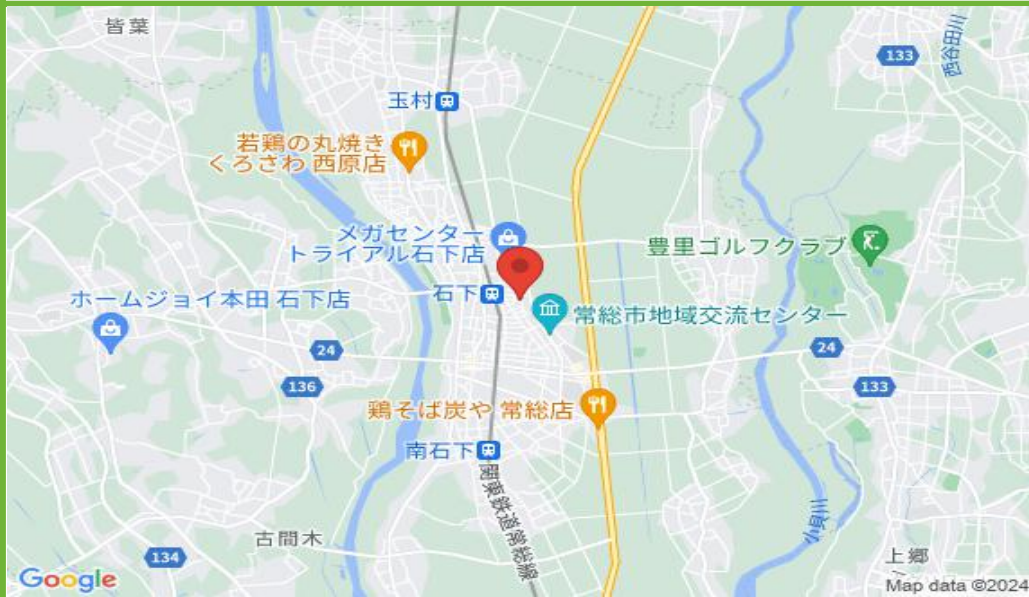 皆葉
133
西谷田川
玉村
若鶏の丸焼き
くろさわ 西原店
メガセンター
トライアル石下店
豊里ゴルフクラブ
石下
ホームジョイ本田 石下店
常総市地域交流センター
24
24
136
133
鶏そば炭や 常総店
南石下
関東鉄道常総線
小貝川
古間木
134
上郷
Google
Map data ©2024